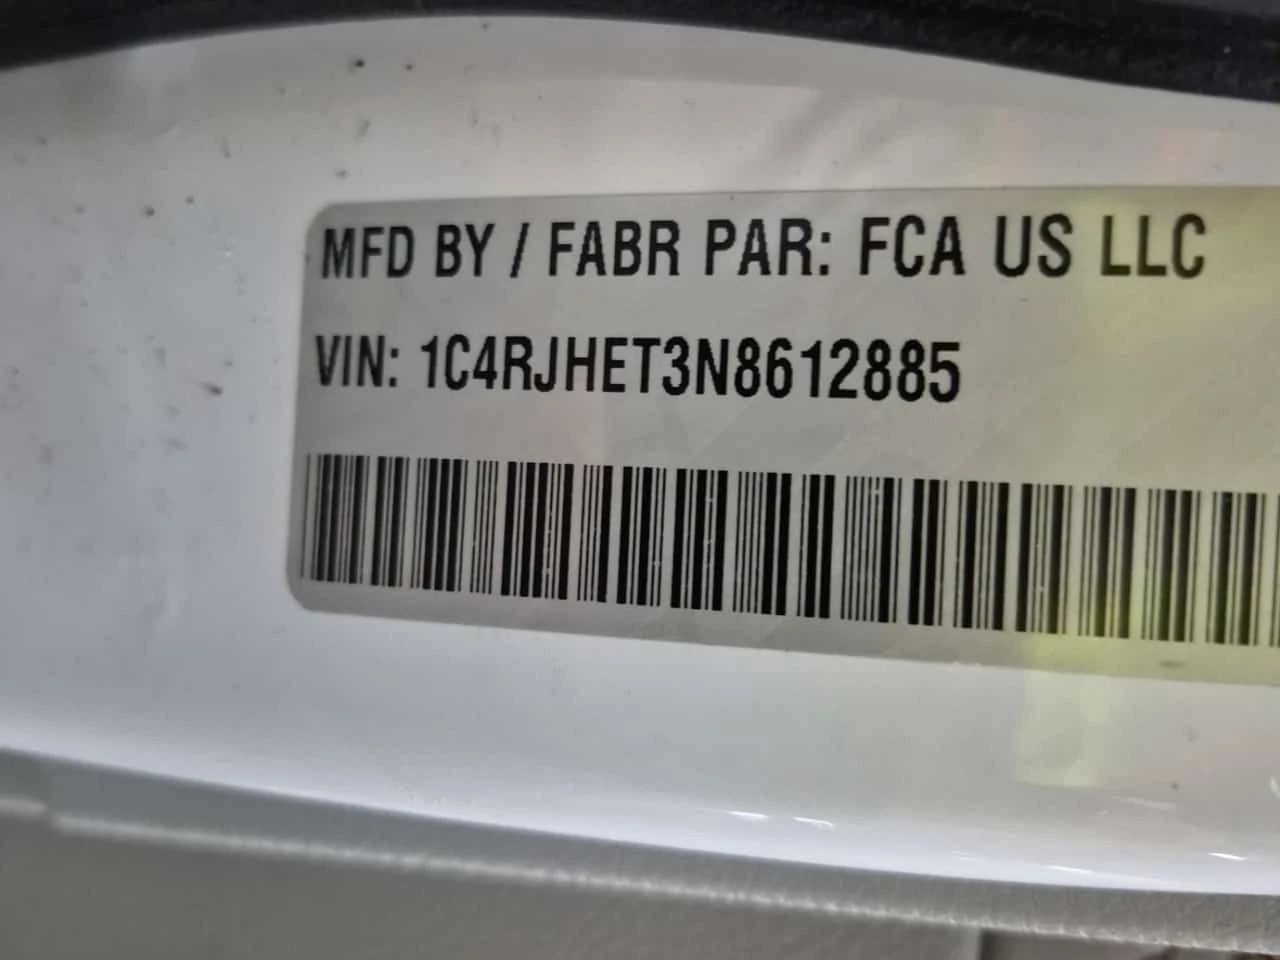 MFD BY / FABR PAR: FCA US LLC
VIN: 1C4RJHET3N8612885